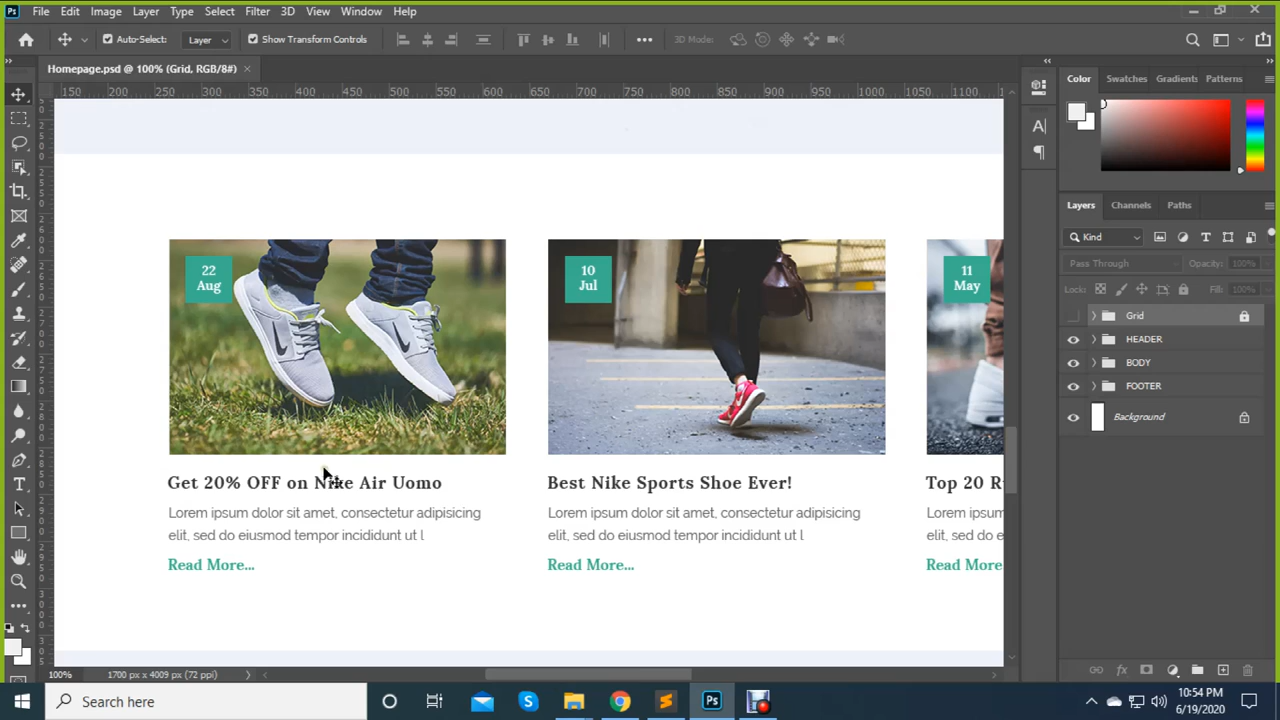 Ps File Edit Image Layer Type Select Filter 3D View Window Help
Auto-Select: Layer Show Transform Controls 3D Mode:
Homepage.psd @ 100% (Grid, RGB/8#) ×
150 200 250 300 350 400 450 500 550 600 650 700 750 800 850 900 950 1000 1050 1100
Color Swatches Gradients Patterns
Layers Channels Paths
Kind
Pass Through Opacity: 100%
Lock: Fill: 100%
Grid
HEADER
BODY
FOOTER
Background
22
Aug
10
Jul
11
May
Get 20% OFF on Nike Air Uomo
Lorem ipsum dolor sit amet, consectetur adipisicing
elit, sed do eiusmod tempor incididunt ut l
Read More...
Best Nike Sports Shoe Ever!
Lorem ipsum dolor sit amet, consectetur adipisicing
elit, sed do eiusmod tempor incididunt ut l
Read More...
Top 20 R
Lorem ipsum
elit, sed do e
Read More
100% 1700 px x 4009 px (72 ppi)
Search here
Ps
10:54 PM
6/19/2020